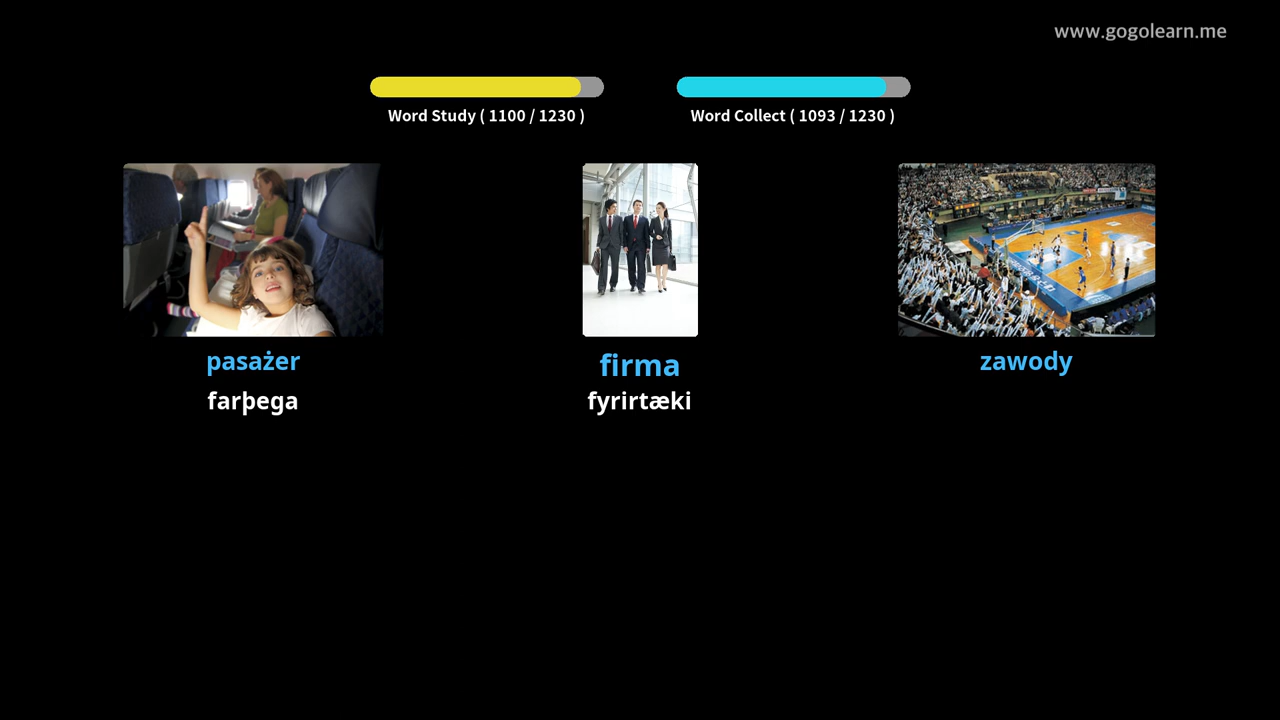 www.gogolearn.me
Word Study ( 1100 / 1230 )
Word Collect ( 1093 / 1230 )
pasażer
farþega
firma
fyrirtæki
zawody